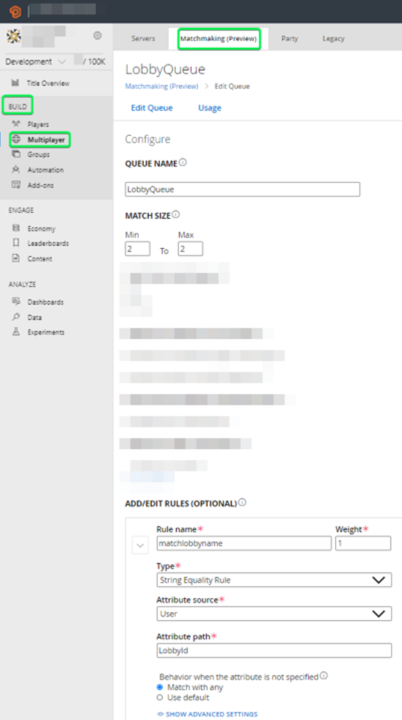 Servers
Matchmaking (Preview)
Party
Legacy
Development
/ 100K
Title Overview
BUILD
Players
Multiplayer
Groups
Automation
Add-ons
ENGAGE
Economy
Leaderboards
Content
ANALYZE
Dashboards
Data
Experiments
LobbyQueue
Matchmaking (Preview) > Edit Queue
Edit Queue Usage
Configure
QUEUE NAME
LobbyQueue
MATCH SIZE
Min Max
2 To 2
ADD/EDIT RULES (OPTIONAL)
Rule name* Weight*
matchlobbyname 1
Type*
String Equality Rule
Attribute source*
User
Attribute path*
LobbyId
Behavior when the attribute is not specified
Match with any
Use default
SHOW ADVANCED SETTINGS